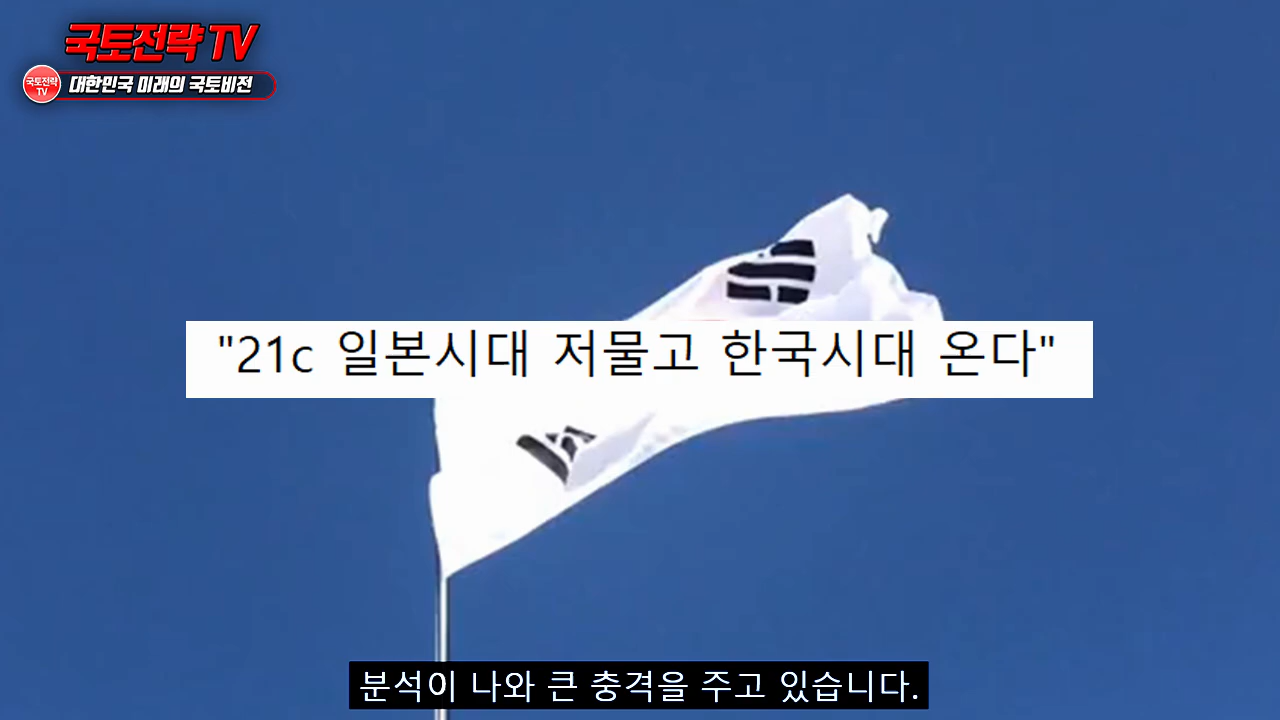 국토전략 TV
국토전략
TV
대한민국 미래의 국토비전
"21c 일본시대 저물고 한국시대 온다"
분석이 나와 큰 충격을 주고 있습니다.